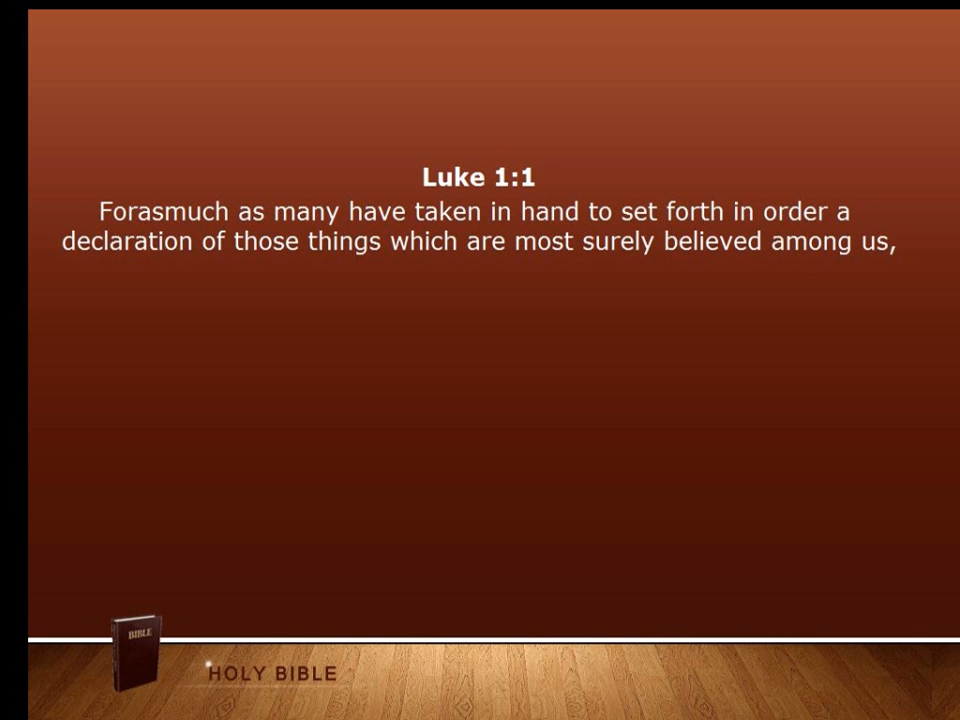 Luke 1:1
Forasmuch as many have taken in hand to set forth in order a
declaration of those things which are most surely believed among us,
BIBLE
HOLY BIBLE